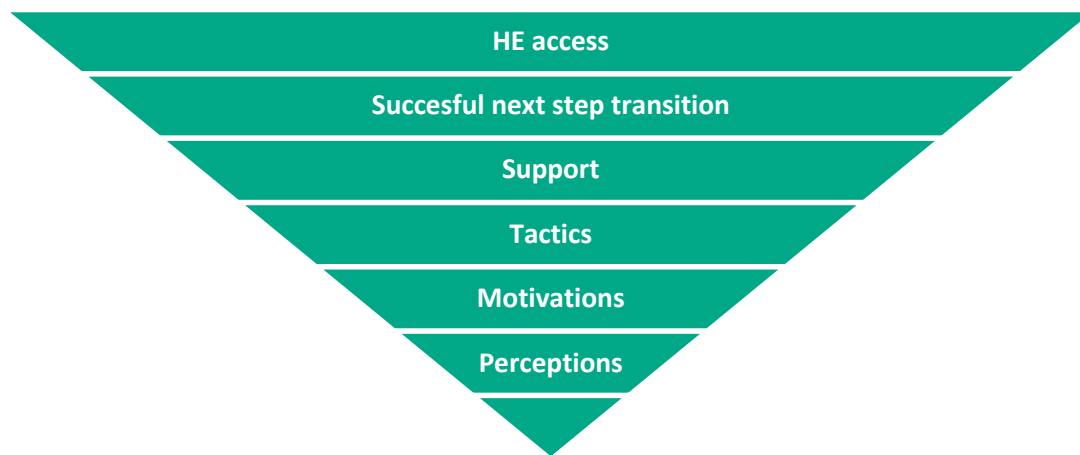 HE access
Succesful next step transition
Support
Tactics
Motivations
Perceptions